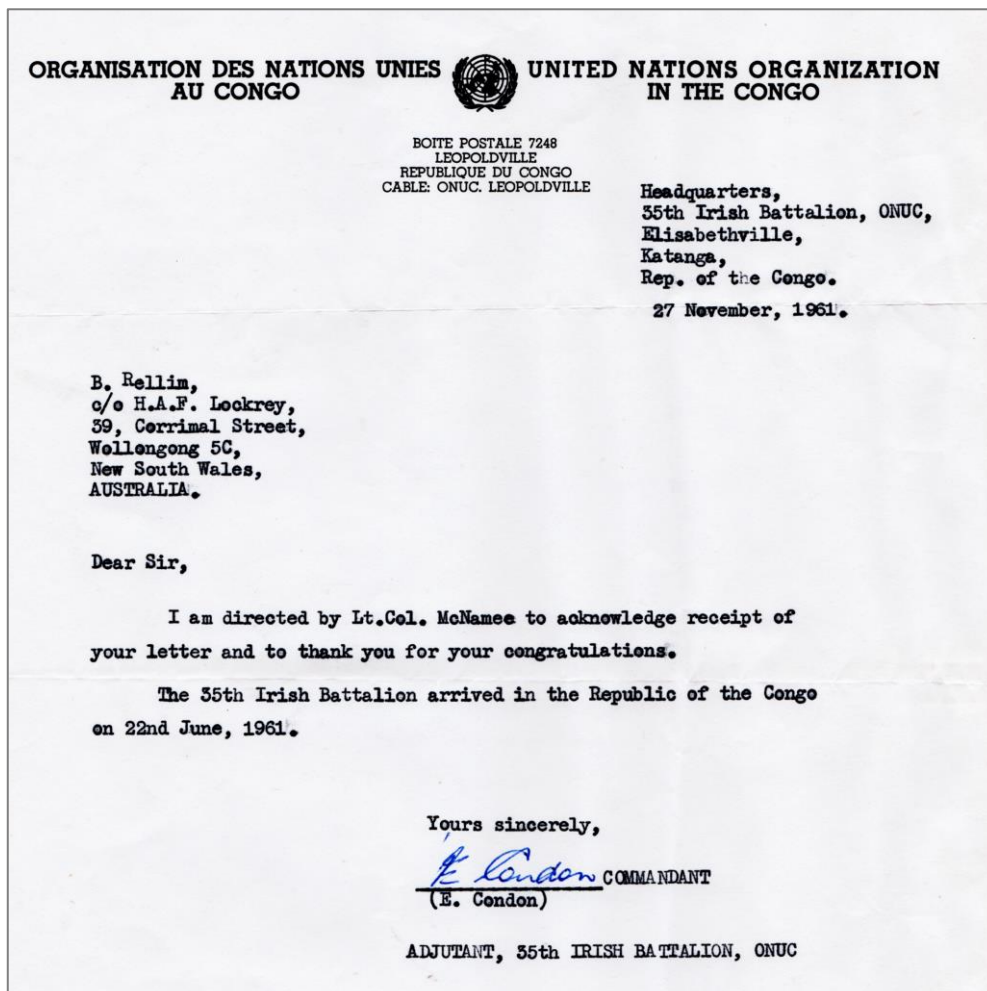 ORGANISATION DES NATIONS UNIES
AU CONGO
UNITED NATIONS ORGANIZATION
IN THE CONGO
BOITE POSTALE 7248
LEOPOLDVILLE
REPUBLIQUE DU CONGO
CABLE: ONUC. LEOPOLDVILLE
Headquarters,
35th Irish Battalion, ONUC,
Elisabethville,
Katanga,
Rep. of the Congo.
27 November, 1961.
B. Rellim,
c/o H.A.F. Lockrey,
39, Corrimal Street,
Wollongong 5C,
New South Wales,
AUSTRALIA.
Dear Sir,
I am directed by Lt.Col. McNamee to acknowledge receipt of
your letter and to thank you for your congratulations.
The 35th Irish Battalion arrived in the Republic of the Congo
on 22nd June, 1961.
Yours sincerely,
E Condon COMMANDANT
(E. Condon)
ADJUTANT, 35th IRISH BATTALION, ONUC